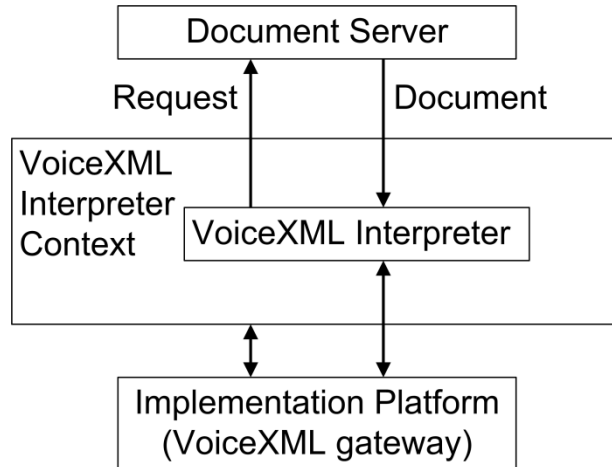 Document Server
Request
Document
VoiceXML
Interpreter
Context
VoiceXML Interpreter
Implementation Platform
(VoiceXML gateway)